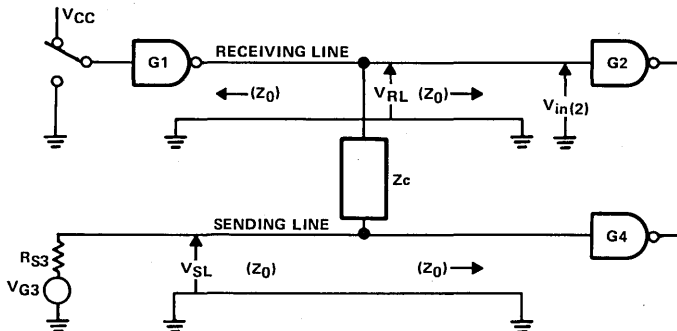 VCC
G1
RECEIVING LINE
G2
(Z0)
VRL
(Z0)
Vin(2)
Zc
SENDING LINE
G4
RS3
VSL
(Z0)
(Z0)
VG3